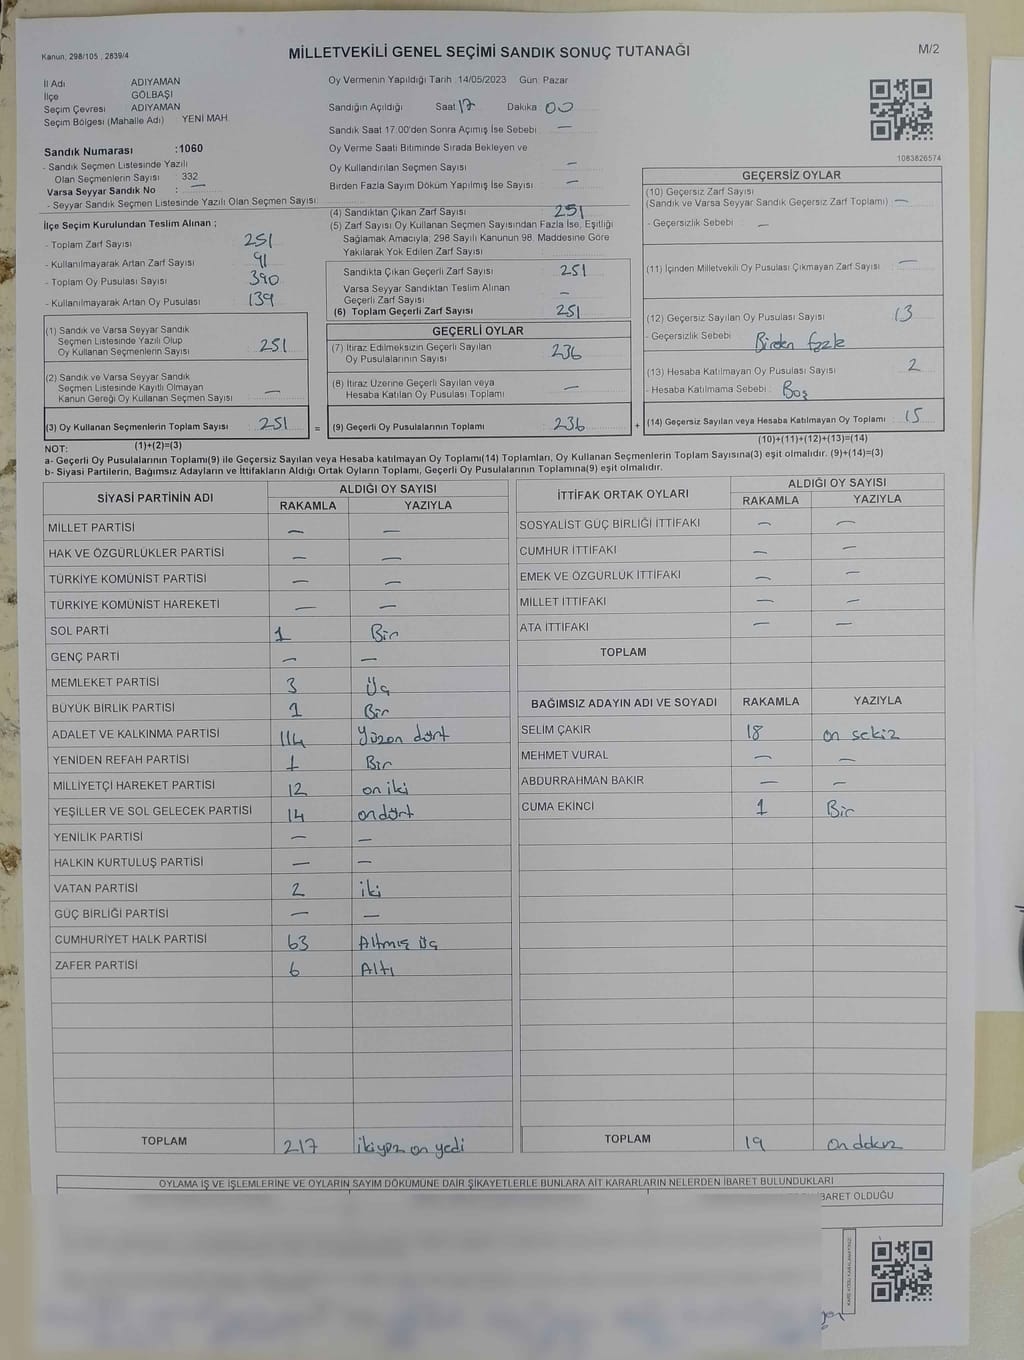 Kanun; 298/105 , 2839/4
MİLLETVEKİLİ GENEL SEÇİMİ SANDIK SONUÇ TUTANAĞI
M/2
İl Adı ADIYAMAN
İlçe GÖLBAŞI
Seçim Çevresi ADIYAMAN
Seçim Bölgesi (Mahalle Adı) YENİ MAH.
Oy Vermenin Yapıldığı Tarih :14/05/2023 Gün: Pazar
Sandığın Açıldığı Saat 17 Dakika 00
Sandık Saat 17.00'den Sonra Açımış İse Sebebi : —
Oy Verme Saati Bitiminde Sırada Bekleyen ve
Oy Kullandırılan Seçmen Sayısı —
Birden Fazla Sayım Döküm Yapılmış İse Sayısı : —
1083826574
Sandık Numarası :1060
- Sandık Seçmen Listesinde Yazılı
Olan Seçmenlerin Sayısı : 332
Varsa Seyyar Sandık No : —
- Seyyar Sandık Seçmen Listesinde Yazılı Olan Seçmen Sayısı:
İlçe Seçim Kurulundan Teslim Alınan ;
- Toplam Zarf Sayısı 251
- Kullanılmayarak Artan Zarf Sayısı 91
- Toplam Oy Pusulası Sayısı 390
- Kullanılmayarak Artan Oy Pusulası 139
(4) Sandıktan Çıkan Zarf Sayısı 251
(5) Zarf Sayısı Oy Kullanan Seçmen Sayısından Fazla İse, Eşitliği
Sağlamak Amacıyla; 298 Sayılı Kanunun 98. Maddesine Göre
Yakılarak Yok Edilen Zarf Sayısı
Sandıkta Çıkan Geçerli Zarf Sayısı 251
Varsa Seyyar Sandıktan Teslim Alınan
Geçerli Zarf Sayısı —
(6) Toplam Geçerli Zarf Sayısı 251
GEÇERSİZ OYLAR
(10) Geçersiz Zarf Sayısı
(Sandık ve Varsa Seyyar Sandık Geçersiz Zarf Toplamı) —
- Geçersizlik Sebebi : —
(11) İçinden Milletvekili Oy Pusulası Çıkmayan Zarf Sayısı —
(12) Geçersiz Sayılan Oy Pusulası Sayısı 13
- Geçersizlik Sebebi : Birden fazla
(13) Hesaba Katılmayan Oy Pusulası Sayısı 2
- Hesaba Katılmama Sebebi : Boş
(14) Geçersiz Sayılan veya Hesaba Katılmayan Oy Toplamı 15
(10)+(11)+(12)+(13)=(14)
(1) Sandık ve Varsa Seyyar Sandık
Seçmen Listesinde Yazılı Olup
Oy Kullanan Seçmenlerin Sayısı 251
(2) Sandık ve Varsa Seyyar Sandık
Seçmen Listesinde Kayıtlı Olmayan
Kanun Gereği Oy Kullanan Seçmen Sayısı —
(3) Oy Kullanan Seçmenlerin Toplam Sayısı 251
(1)+(2)=(3)
GEÇERLİ OYLAR
(7) İtiraz Edilmeksizin Geçerli Sayılan
Oy Pusulalarının Sayısı 236
(8) İtiraz Üzerine Geçerli Sayılan veya
Hesaba Katılan Oy Pusulası Toplamı —
= (9) Geçerli Oy Pusulalarının Toplamı 236 +
NOT:
a- Geçerli Oy Pusulalarının Toplamı(9) ile Geçersiz Sayılan veya Hesaba katılmayan Oy Toplamı(14) Toplamları, Oy Kullanan Seçmenlerin Toplam Sayısına(3) eşit olmalıdır. (9)+(14)=(3)
b- Siyasi Partilerin, Bağımsız Adayların ve İttifakların Aldığı Ortak Oyların Toplamı, Geçerli Oy Pusulalarının Toplamına(9) eşit olmalıdır.
SİYASİ PARTİNİN ADI ALDIĞI OY SAYISI
RAKAMLA YAZIYLA
MİLLET PARTİSİ — —
HAK VE ÖZGÜRLÜKLER PARTİSİ — —
TÜRKİYE KOMÜNİST PARTİSİ — —
TÜRKİYE KOMÜNİST HAREKETİ — —
SOL PARTİ 1 Bir
GENÇ PARTİ — —
MEMLEKET PARTİSİ 3 Üç
BÜYÜK BİRLİK PARTİSİ 1 Bir
ADALET VE KALKINMA PARTİSİ 114 Yüzon dört
YENİDEN REFAH PARTİSİ 1 Bir
MİLLİYETÇİ HAREKET PARTİSİ 12 on iki
YEŞİLLER VE SOL GELECEK PARTİSİ 14 ondört
YENİLİK PARTİSİ — —
HALKIN KURTULUŞ PARTİSİ — —
VATAN PARTİSİ 2 iki
GÜÇ BİRLİĞİ PARTİSİ — —
CUMHURİYET HALK PARTİSİ 63 Altmış üç
ZAFER PARTİSİ 6 Altı
TOPLAM 217 ikiyüz on yedi
İTTİFAK ORTAK OYLARI ALDIĞI OY SAYISI
RAKAMLA YAZIYLA
SOSYALİST GÜÇ BİRLİĞİ İTTİFAKI — —
CUMHUR İTTİFAKI — —
EMEK VE ÖZGÜRLÜK İTTİFAKI — —
MİLLET İTTİFAKI — —
ATA İTTİFAKI — —
TOPLAM
BAĞIMSIZ ADAYIN ADI VE SOYADI RAKAMLA YAZIYLA
SELİM ÇAKIR 18 on sekiz
MEHMET VURAL — —
ABDURRAHMAN BAKIR — —
CUMA EKİNCİ 1 Bir
TOPLAM 19
OYLAMA İŞ VE İŞLEMLERİNE VE OYLARIN SAYIM DÖKÜMÜNE DAİR ŞİKAYETLERLE BUNLARA AİT KARARLARIN NELERDEN İBARET BULUNDUKLARI
BARET OLDUĞU